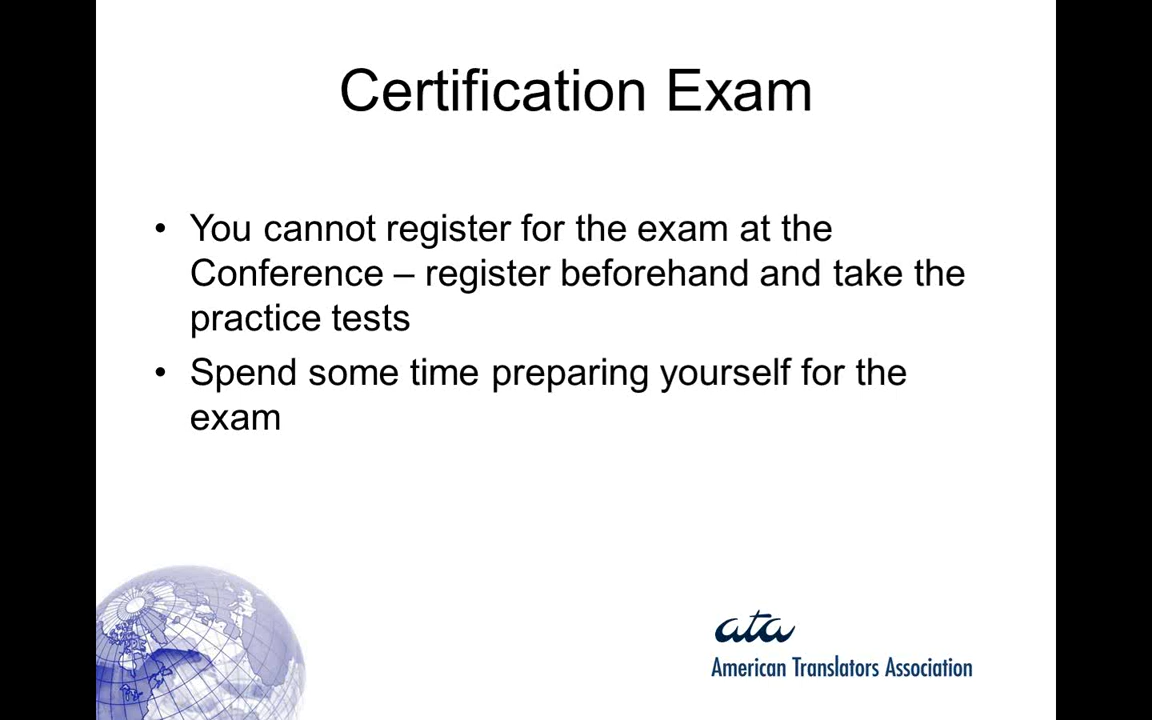 Certification Exam
• You cannot register for the exam at the
Conference – register beforehand and take the
practice tests
• Spend some time preparing yourself for the
exam
ata
American Translators Association